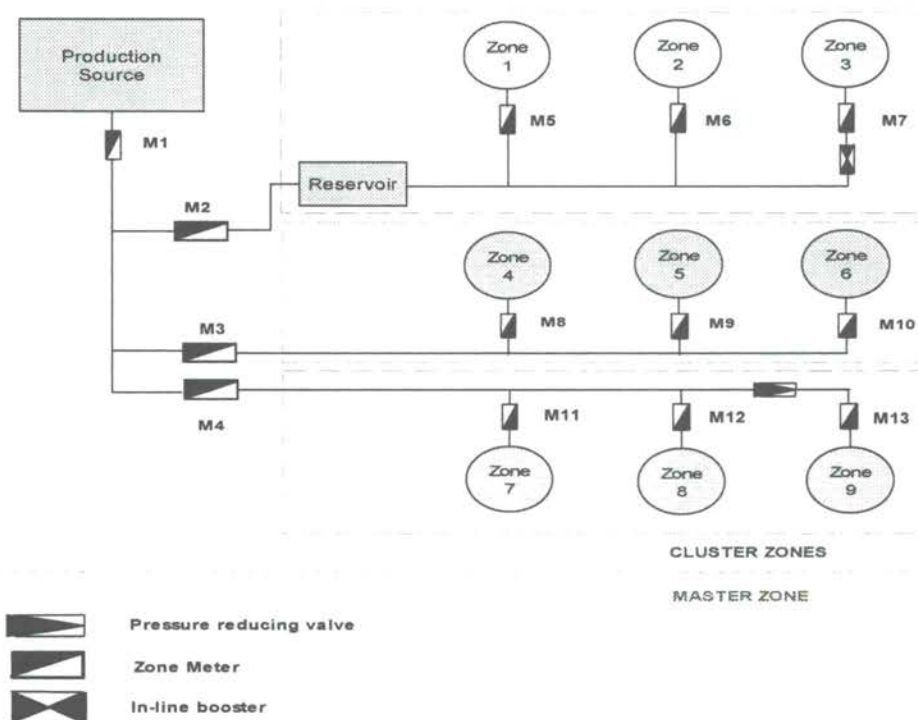 Production
Source
Zone
1
Zone
2
Zone
3
M1
M5
M6
M7
Reservoir
M2
Zone
4
Zone
5
Zone
6
M3
M8
M9
M10
M4
M11
M12
M13
Zone
7
Zone
8
Zone
9
CLUSTER ZONES
MASTER ZONE
Pressure reducing valve
Zone Meter
In-line booster